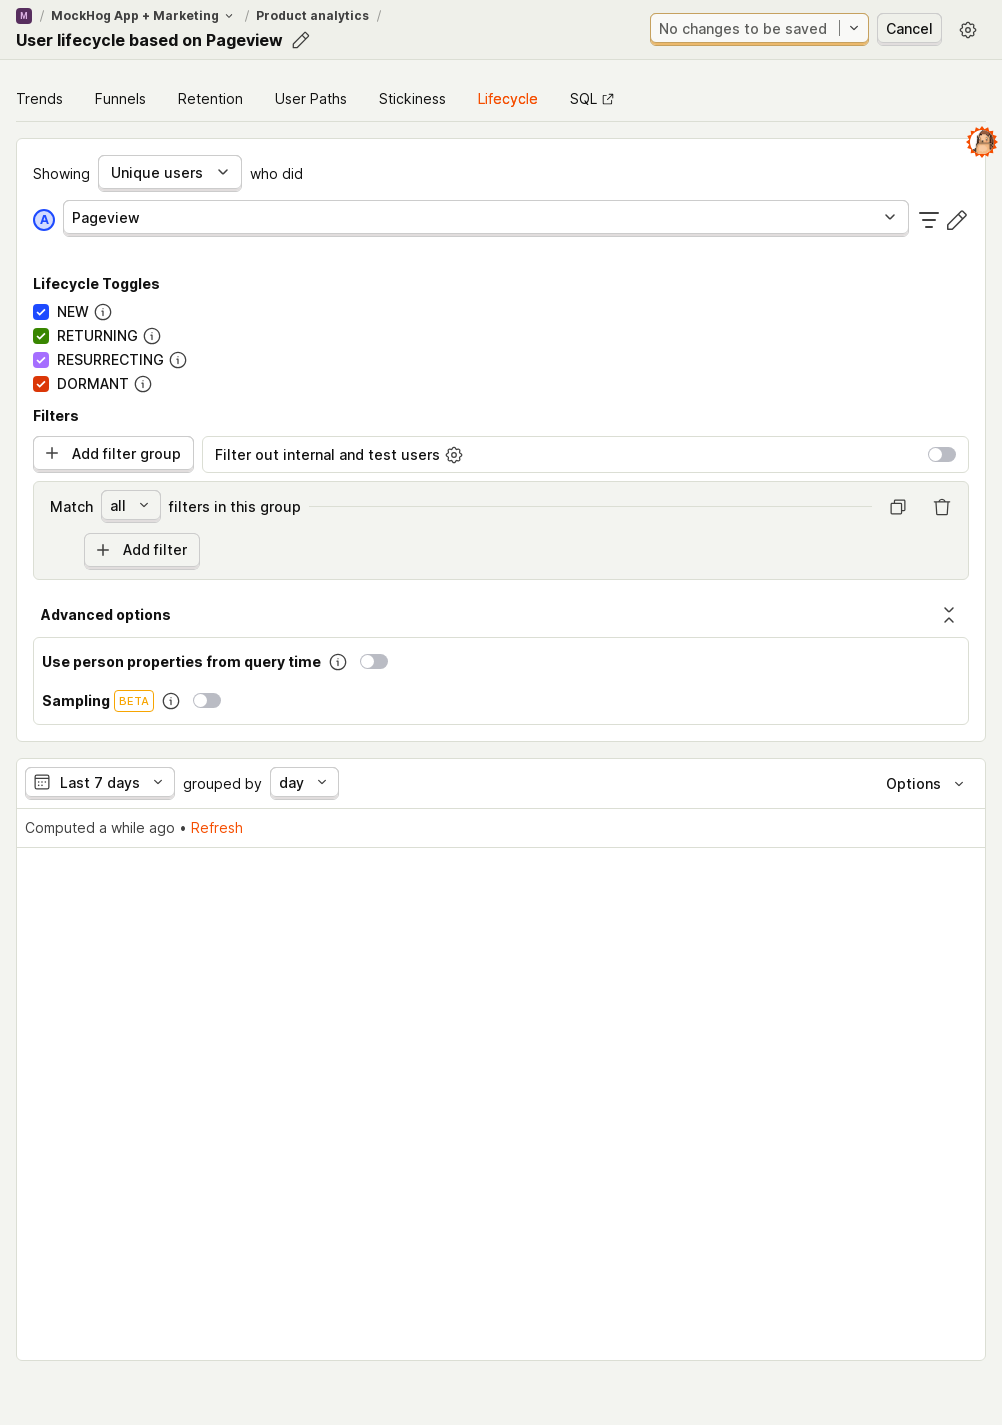 M / MockHog App + Marketing / Product analytics /
User lifecycle based on Pageview
No changes to be saved
Cancel
Trends Funnels Retention User Paths Stickiness Lifecycle SQL
Showing Unique users who did
A Pageview
Lifecycle Toggles
NEW
RETURNING
RESURRECTING
DORMANT
Filters
Add filter group Filter out internal and test users
Match all filters in this group
Add filter
Advanced options
Use person properties from query time
Sampling BETA
Last 7 days grouped by day Options
Computed a while ago • Refresh